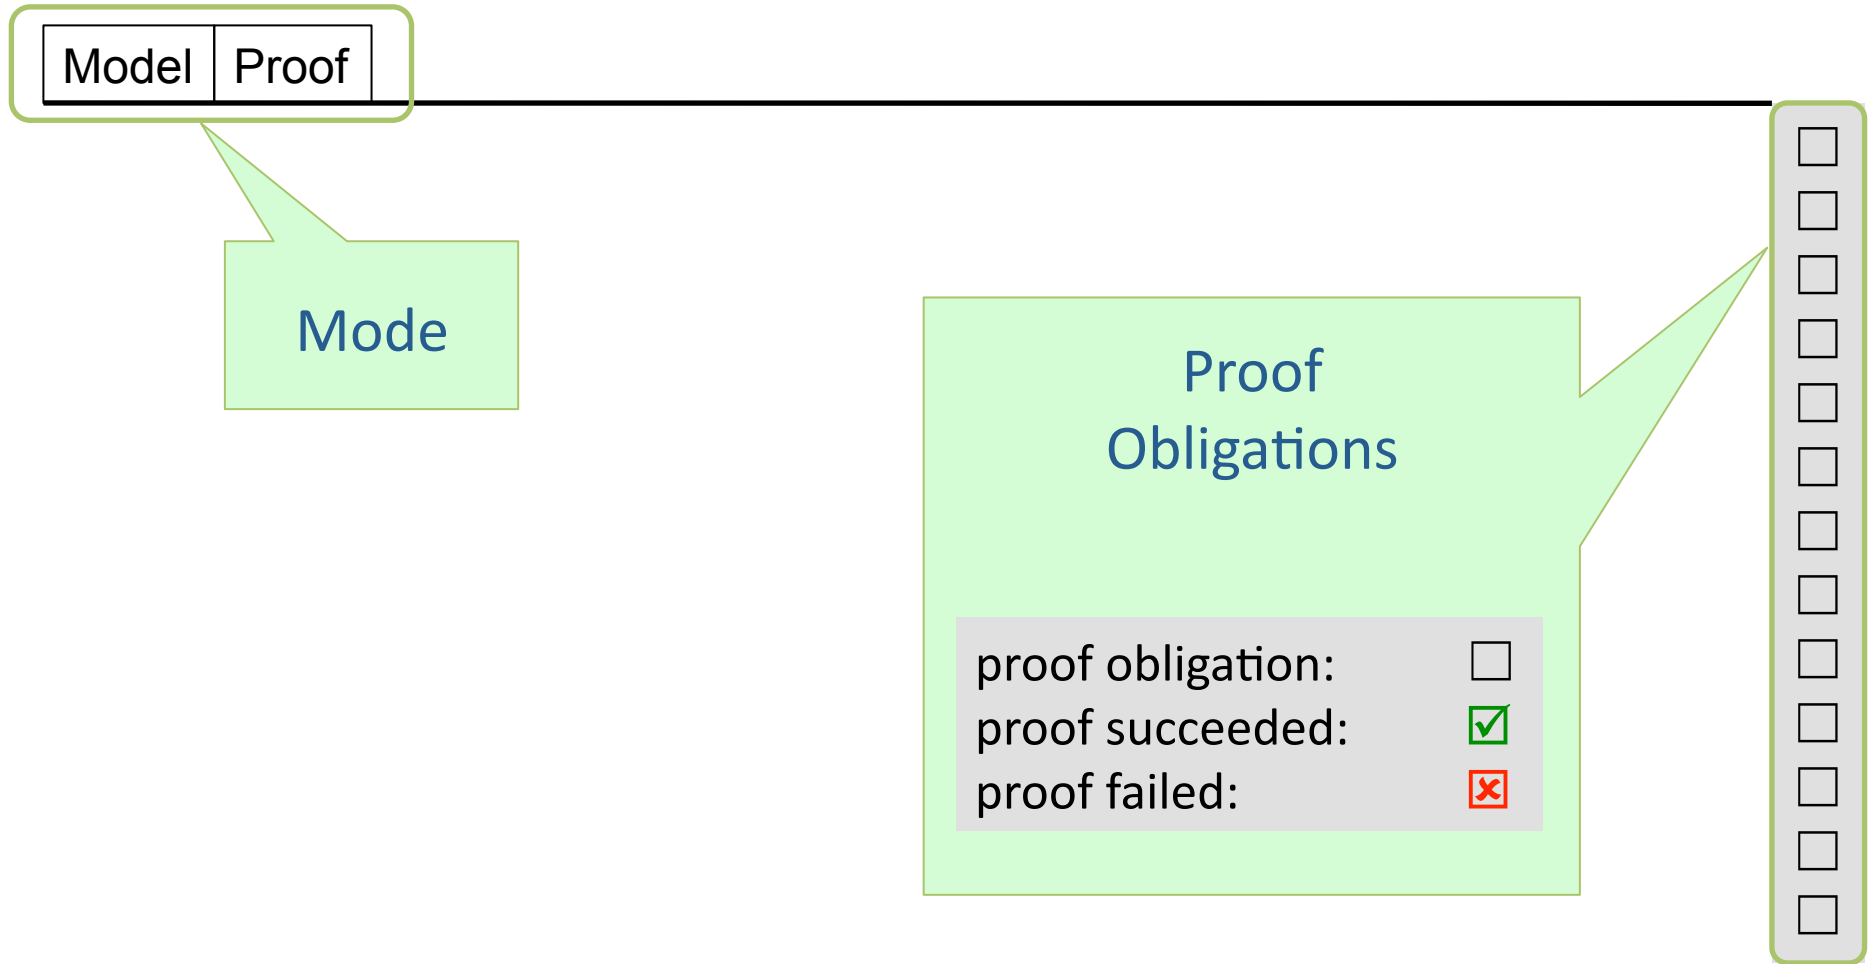 Model Proof
Mode
Proof
Obligations
proof obligation: ☐
proof succeeded: ☑
proof failed: ☒